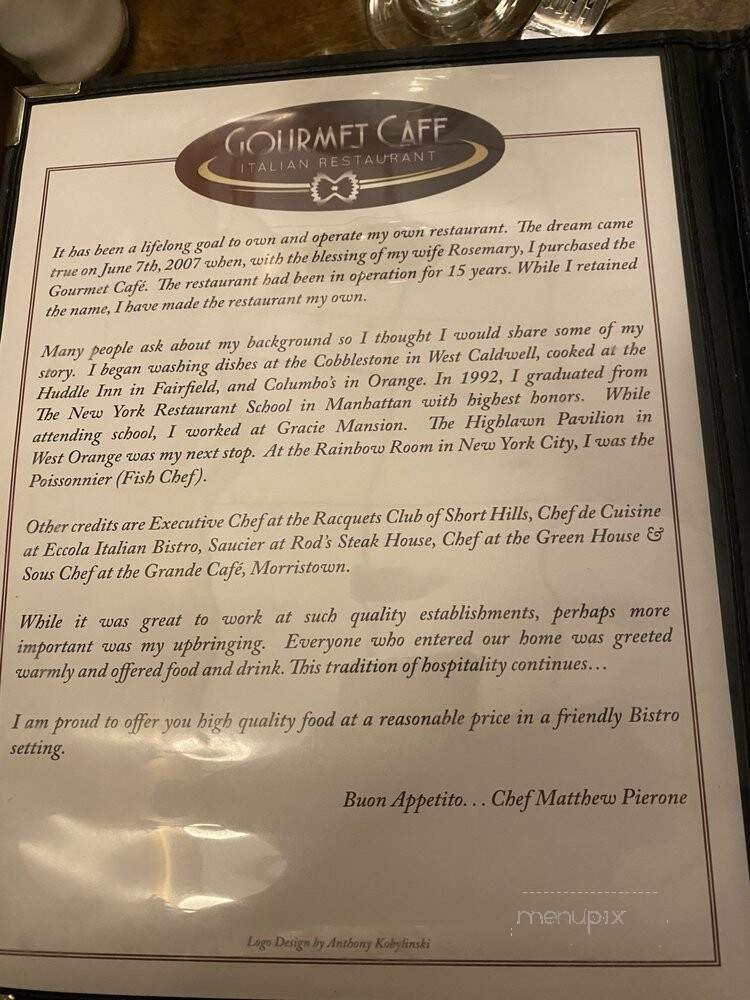 GOURMET CAFE
ITALIAN RESTAURANT
It has been a lifelong goal to own and operate my own restaurant. The dream came
true on June 7th, 2007 when, with the blessing of my wife Rosemary, I purchased the
Gourmet Café. The restaurant had been in operation for 15 years. While I retained
the name, I have made the restaurant my own.
Many people ask about my background so I thought I would share some of my
story. I began washing dishes at the Cobblestone in West Caldwell, cooked at the
Huddle Inn in Fairfield, and Columbo's in Orange. In 1992, I graduated from
The New York Restaurant School in Manhattan with highest honors. While
attending school, I worked at Gracie Mansion. The Highlawn Pavilion in
West Orange was my next stop. At the Rainbow Room in New York City, I was the
Poissonnier (Fish Chef).
Other credits are Executive Chef at the Racquets Club of Short Hills, Chef de Cuisine
at Eccola Italian Bistro, Saucier at Rod's Steak House, Chef at the Green House &
Sous Chef at the Grande Café, Morristown.
While it was great to work at such quality establishments, perhaps more
important was my upbringing. Everyone who entered our home was greeted
warmly and offered food and drink. This tradition of hospitality continues…
I am proud to offer you high quality food at a reasonable price in a friendly Bistro
setting.
Buon Appetito. . . Chef Matthew Pierone
menupix
Logo Design by Anthony Kobylinski